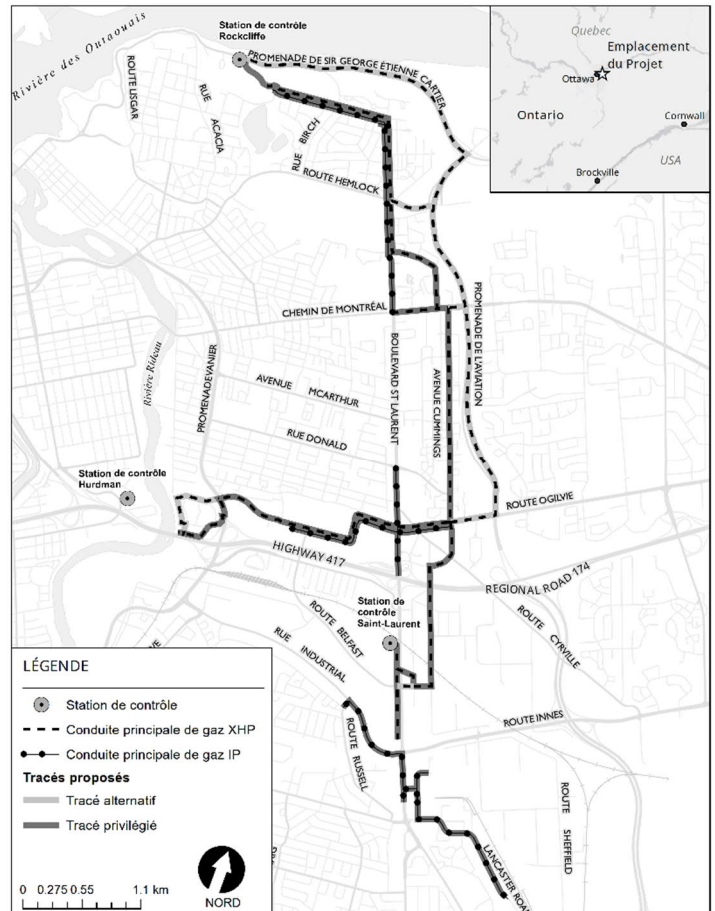 Station de contrôle
Rockcliffe
Rivière des Outaouais
PROMENADE DE SIR GEORGE ÉTIENNE CARTIER
ROUTE LISGAR
RUE ACACIA
RUE BIRCH
ROUTE HEMLOCK
Quebec
Emplacement
du Projet
Ottawa
Ontario
Cornwall
USA
Brockville
CHEMIN DE MONTRÉAL
PROMENADE DE L'AVIATION
Rivière Rideau
PROMENADE VANIER
BOULEVARD ST LAURENT
AVENUE CUMMINGS
AVENUE MCARTHUR
RUE DONALD
Station de contrôle
Hurdman
ROUTE OGILVIE
HIGHWAY 417
REGIONAL ROAD 174
Station de
contrôle
Saint-Laurent
ROUTE BELFAST
ROUTE CYRVILLE
RUE INDUSTRIAL
ROUTE INNES
ROUTE RUSSELL
ROUTE SHEFFIELD
LANCASTER ROAD
LÉGENDE
Station de contrôle
Conduite principale de gaz XHP
Conduite principale de gaz IP
Tracés proposés
Tracé alternatif
Tracé privilégié
0 0.275 0.55 1.1 km
NORD